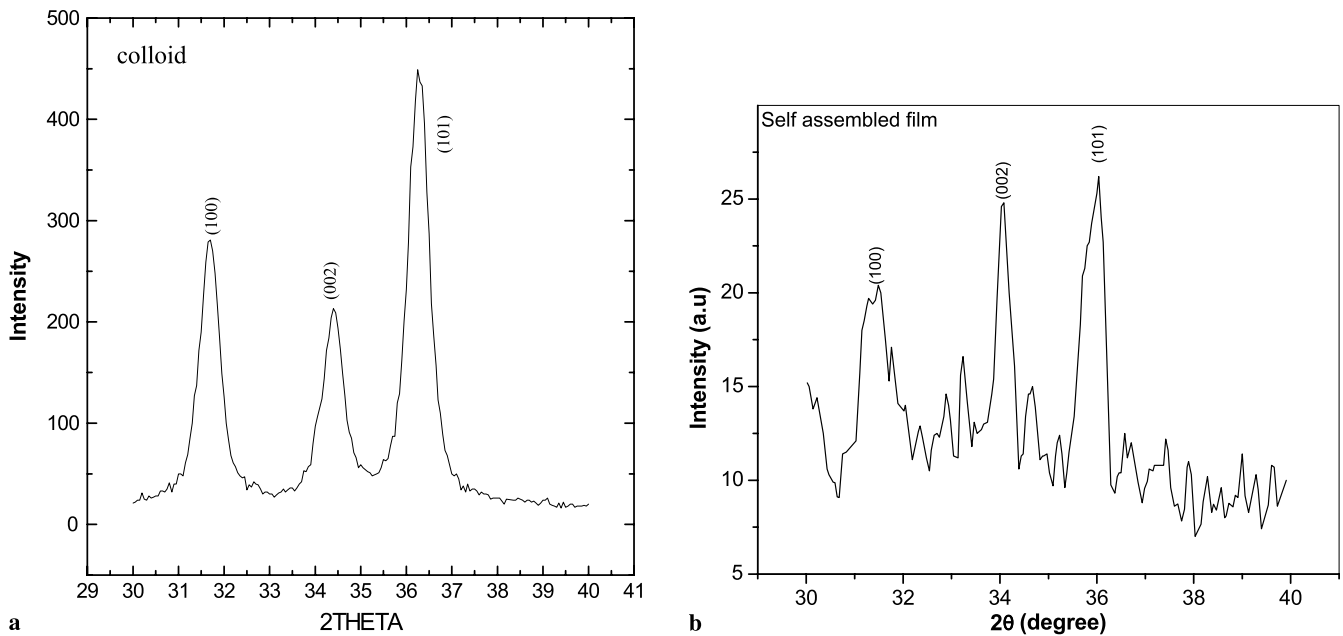 500
400
300
200
100
0
Intensity
colloid
(100)
(002)
(101)
29 30 31 32 33 34 35 36 37 38 39 40 41
2THETA
a
Self assembled film
25
20
15
10
5
Intensity (a.u)
(100)
(002)
(101)
30 32 34 36 38 40
2θ (degree)
b